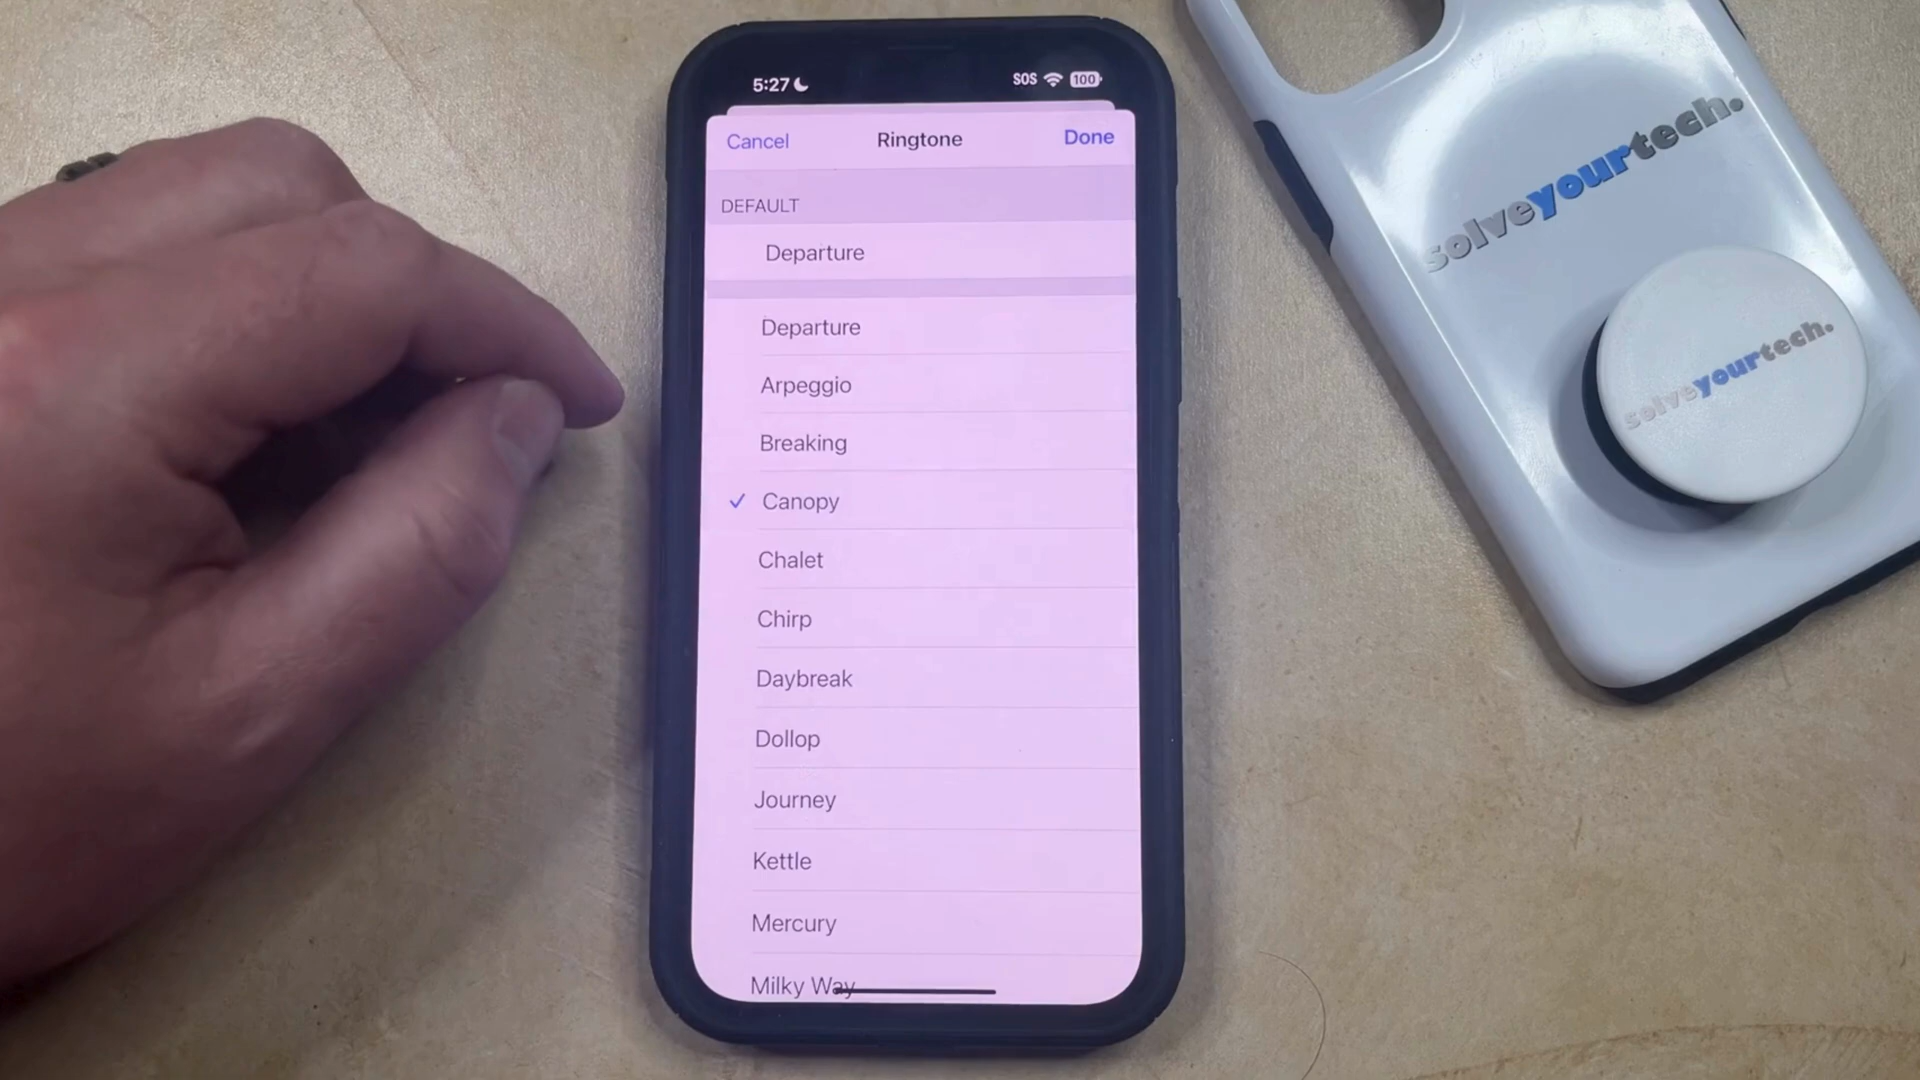 5:27
SOS
100
Cancel
Ringtone
Done
DEFAULT
Departure
Departure
Arpeggio
Breaking
Canopy
Chalet
Chirp
Daybreak
Dollop
Journey
Kettle
Mercury
Milky Way
solveyourtech.
solveyourtech.